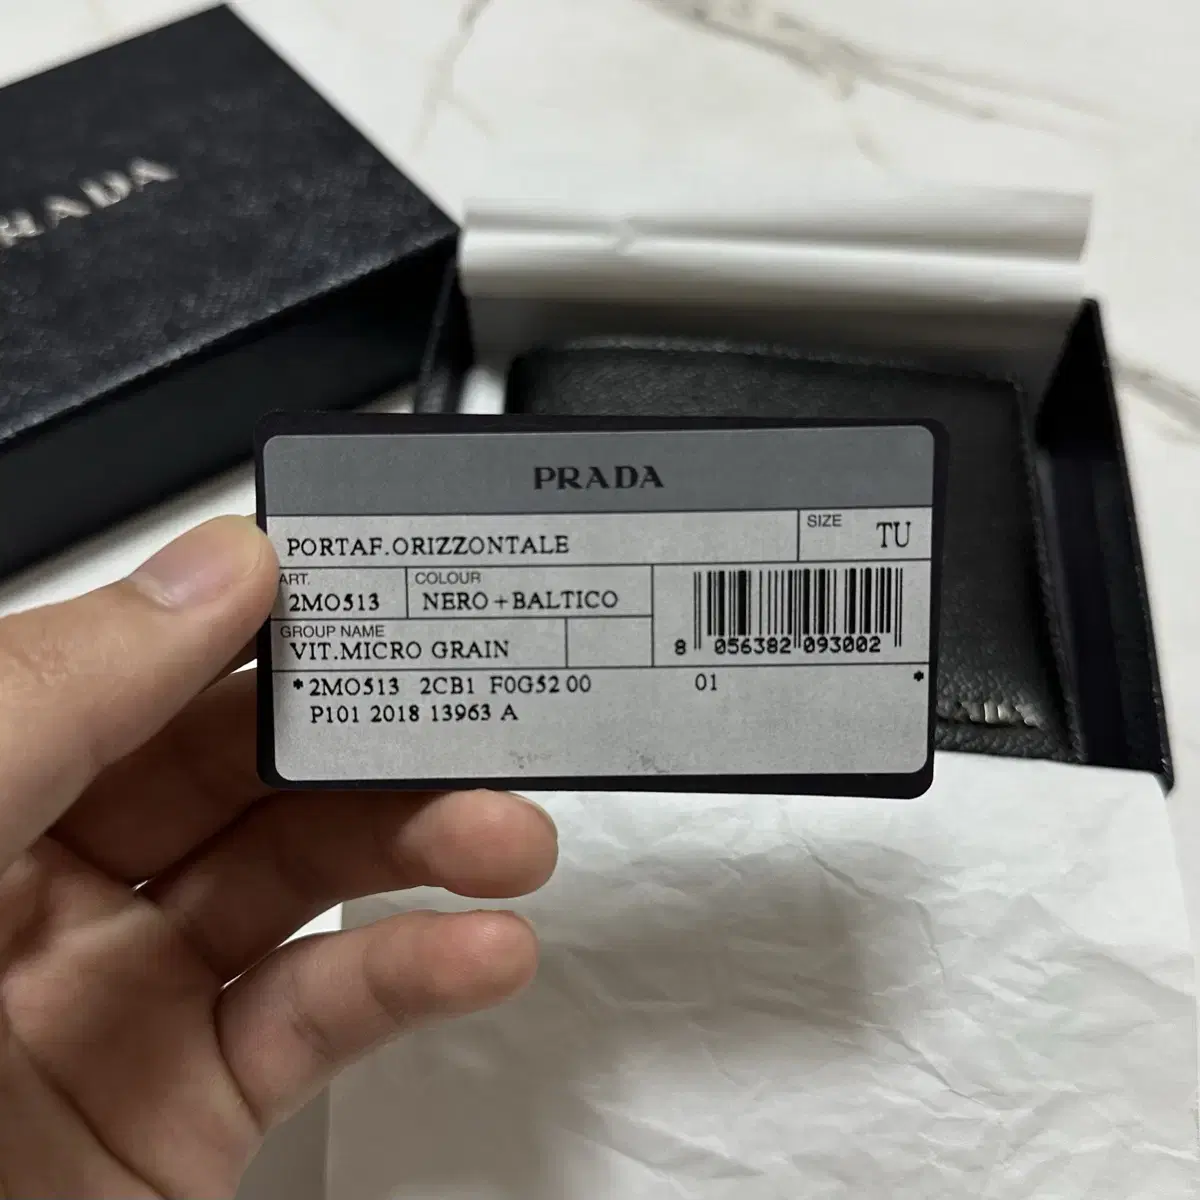 PRADA
PRADA
PORTAF.ORIZZONTALE
SIZE TU
ART. COLOUR
2MO513 NERO+BALTICO
GROUP NAME
VIT.MICRO GRAIN
8 056382 093002
*2MO513 2CB1 F0G52 00 01 *
P101 2018 13963 A